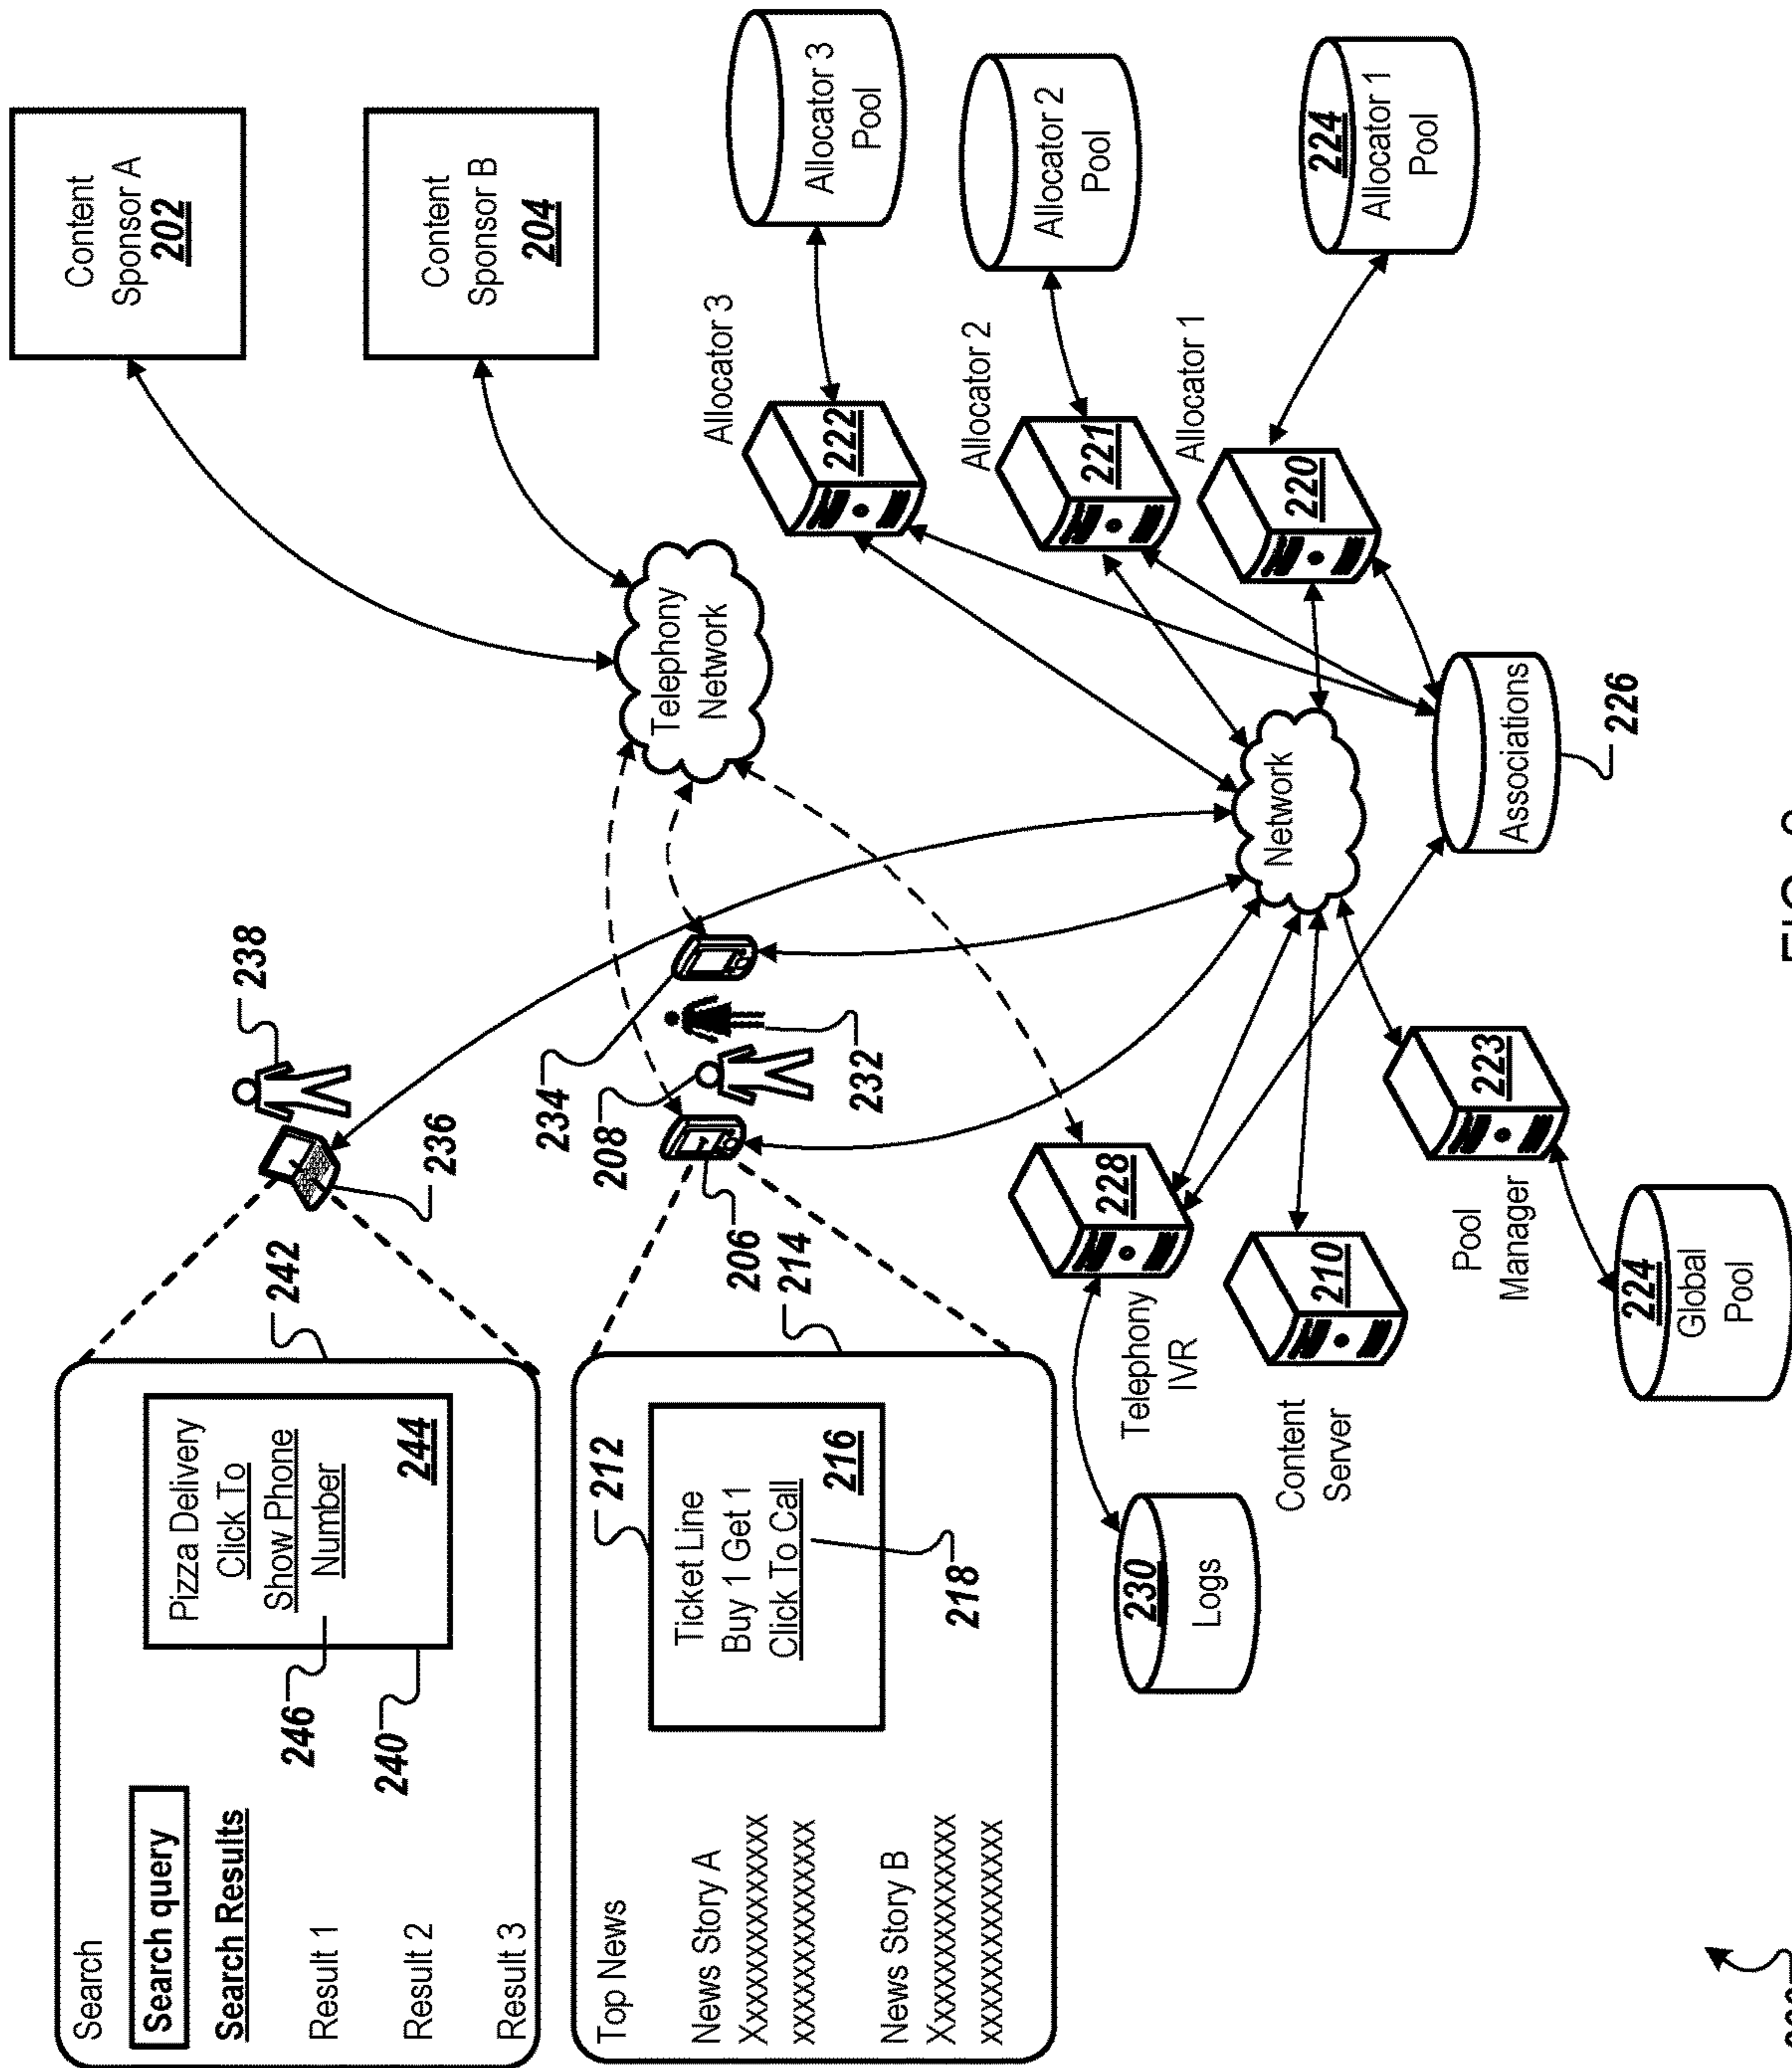 Search
Search query
Search Results
Result 1
Result 2
Result 3
Pizza Delivery
Click To
Show Phone
Number
244
246
240
242
236
238
Content
Sponsor A
202
Content
Sponsor B
204
Top News
News Story A
Xxxxxxxxxxxxx
xxxxxxxxxxxxx
News Story B
Xxxxxxxxxxxxx
xxxxxxxxxxxxx
212
Ticket Line
Buy 1 Get 1
Click To Call
216
218
206
214
208
234
232
Telephony
Network
Allocator 3
222
Allocator 3
Pool
Allocator 2
221
Allocator 2
Pool
Allocator 1
220
224
Allocator 1
Pool
230
Logs
Telephony
IVR
228
Content
Server
210
Network
Pool
Manager
223
224
Global
Pool
Associations
226